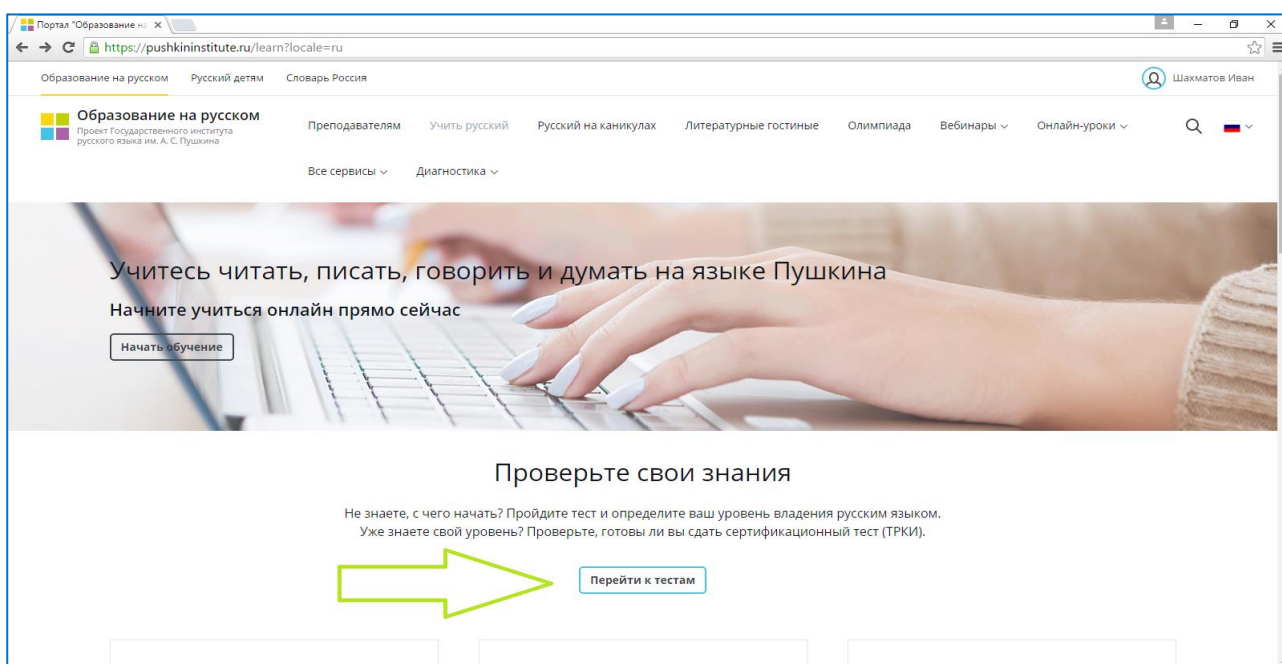 Портал "Образование на
https://pushkininstitute.ru/learn?locale=ru
Образование на русском Русский детям Словарь Россия Шахматов Иван
Образование на русском
Проект Государственного института
русского языка им. А. С. Пушкина
Преподавателям Учить русский Русский на каникулах Литературные гостиные Олимпиада Вебинары Онлайн-уроки
Все сервисы Диагностика
Учитесь читать, писать, говорить и думать на языке Пушкина
Начните учиться онлайн прямо сейчас
Начать обучение
Проверьте свои знания
Не знаете, с чего начать? Пройдите тест и определите ваш уровень владения русским языком.
Уже знаете свой уровень? Проверьте, готовы ли вы сдать сертификационный тест (ТРКИ).
Перейти к тестам